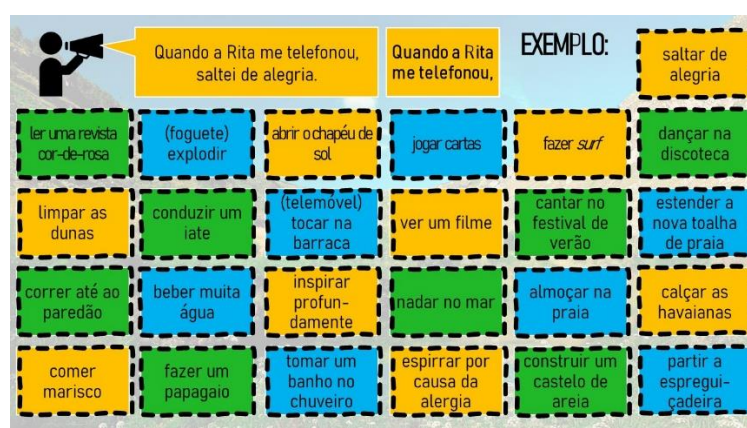 Quando a Rita me telefonou,
saltei de alegria.
Quando a Rita
me telefonou,
EXEMPLO:
saltar de
alegria
ler uma revista
cor-de-rosa
(foguete)
explodir
abrir o chapéu de
sol
jogar cartas
fazer surf
dançar na
discoteca
limpar as
dunas
conduzir um
iate
(telemóvel)
tocar na
barraca
ver um filme
cantar no
festival de
verão
estender a
nova toalha
de praia
correr até ao
paredão
beber muita
água
inspirar
profun-
damente
nadar no mar
almoçar na
praia
calçar as
havaianas
comer
marisco
fazer um
papagaio
tomar um
banho no
chuveiro
espirrar por
causa da
alergia
construir um
castelo de
areia
partir a
espregui-
çadeira